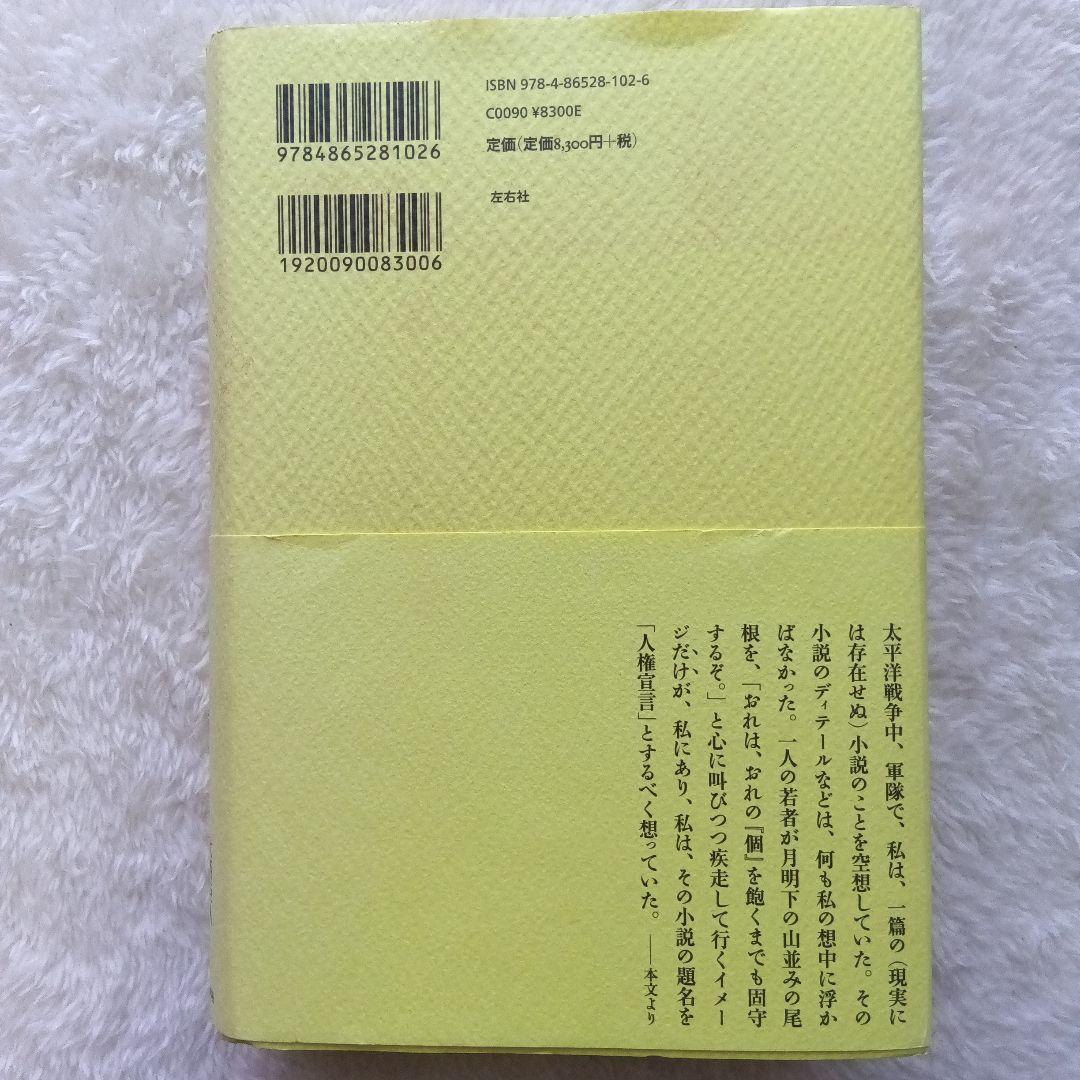 ISBN 978-4-86528-102-6
C0090 ¥8300E
定価(定価8,300円+税)
9784865281026
左右社
1920090083006
太平洋戦争中、軍隊で、私は、一篇の(現実に
は存在せぬ)小説のことを空想していた。その
小説のディテールなどは、何も私の想中に浮か
ばなかった。一人の若者が月明下の山並みの尾
根を、「おれは、おれの『個』を飽くまでも固守
するぞ。」と心に叫びつつ疾走して行くイメー
ジだけが、私にあり、私は、その小説の題名を
「人権宣言」とするべく想っていた。――本文より